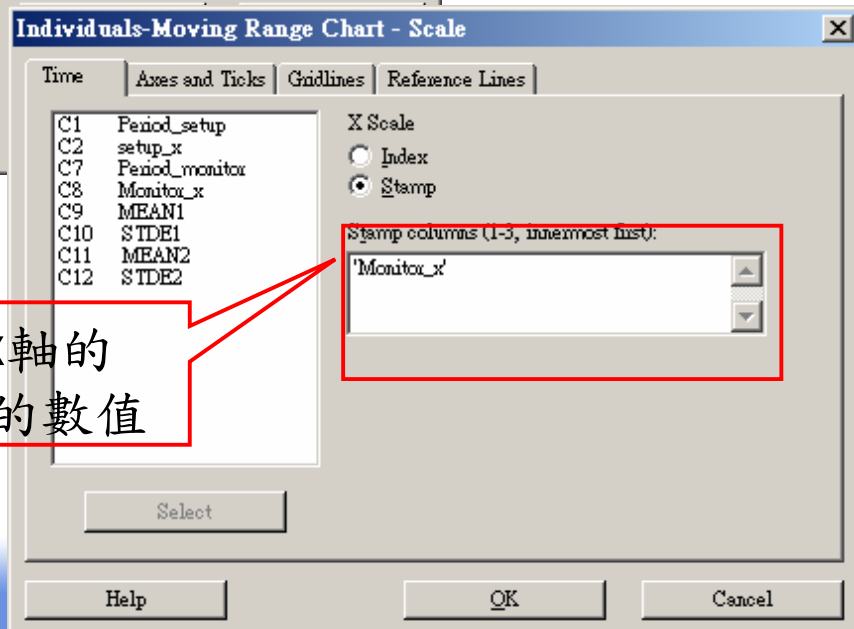 Individuals-Moving Range Chart - Scale
Time Axes and Ticks Gridlines Reference Lines
C1 Period_setup
C2 setup_x
C7 Period_monitor
C8 Monitor_x
C9 MEAN1
C10 STDE1
C11 MEAN2
C12 STDE2
X Scale
Index
Stamp
Stamp columns (1-3, innermost first):
'Monitor_x'
軸的
的數值
Select
Help OK Cancel